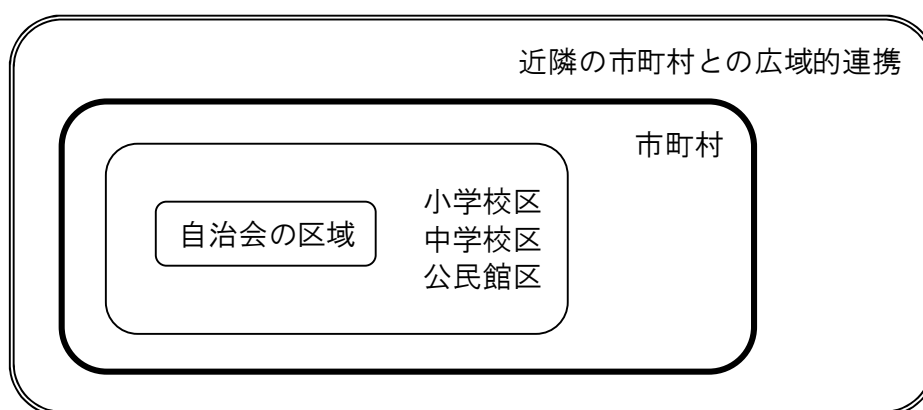 近隣の市町村との広域的連携
市町村
小学校区
自治会の区域
中学校区
公民館区